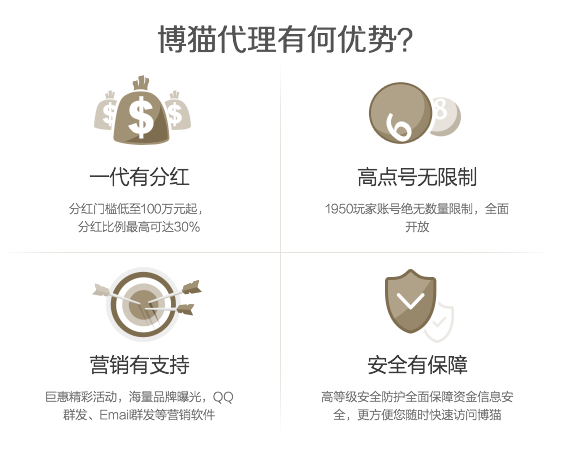 博猫代理有何优势?
$ $ $
6 8
一代有分红
高点号无限制
分红门槛低至100万元起，
分红比例最高可达30%
1950玩家账号绝无数量限制，全面
开放
营销有支持
安全有保障
巨惠精彩活动，海量品牌曝光，QQ
群发、Email群发等营销软件
高等级安全防护全面保障资金信息安
全，更方便您随时快速访问博猫